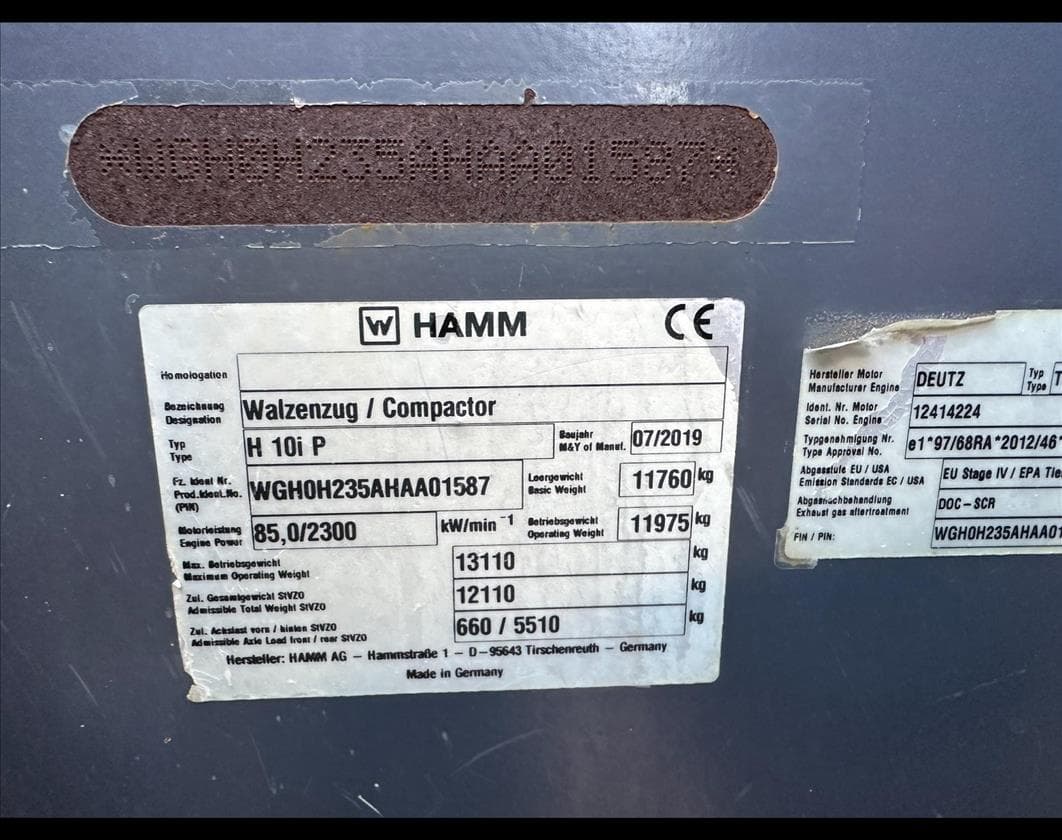 *WGH0H235AHAA01587*
W HAMM CE
Homologation
Bezeichnung
Designation
Walzenzug / Compactor
Typ
Type
H 10i P
Baujahr
M&Y of Manuf.
07/2019
Fz. Ident Nr.
Prod.Ident.No.
(PIN)
WGH0H235AHAA01587
Leergewicht
Basic Weight
11760 kg
Motorleistung
Engine Power
85,0/2300 kW/min -1
Betriebsgewicht
Operating Weight
11975 kg
Max. Betriebsgewicht
Maximum Operating Weight
13110 kg
Zul. Gesamtgewicht StVZO
Admissible Total Weight StVZO
12110 kg
Zul. Achslast vorn / hinten StVZO
Admissible Axle Load front / rear StVZO
660 / 5510 kg
Hersteller: HAMM AG – Hammstraße 1 – D–95643 Tirschenreuth – Germany
Made in Germany
Hersteller Motor
Manufacturer Engine
DEUTZ
Typ
Type
T
Ident. Nr. Motor
Serial No. Engine
12414224
Typgenehmigung Nr.
Type Approval No.
e1*97/68RA*2012/46
Abgasstufe EU / USA
Emission Standards EC / USA
EU Stage IV / EPA Tie
Abgasnachbehandlung
Exhaust gas aftertreatment
DOC–SCR
FIN / PIN:
WGH0H235AHAA01